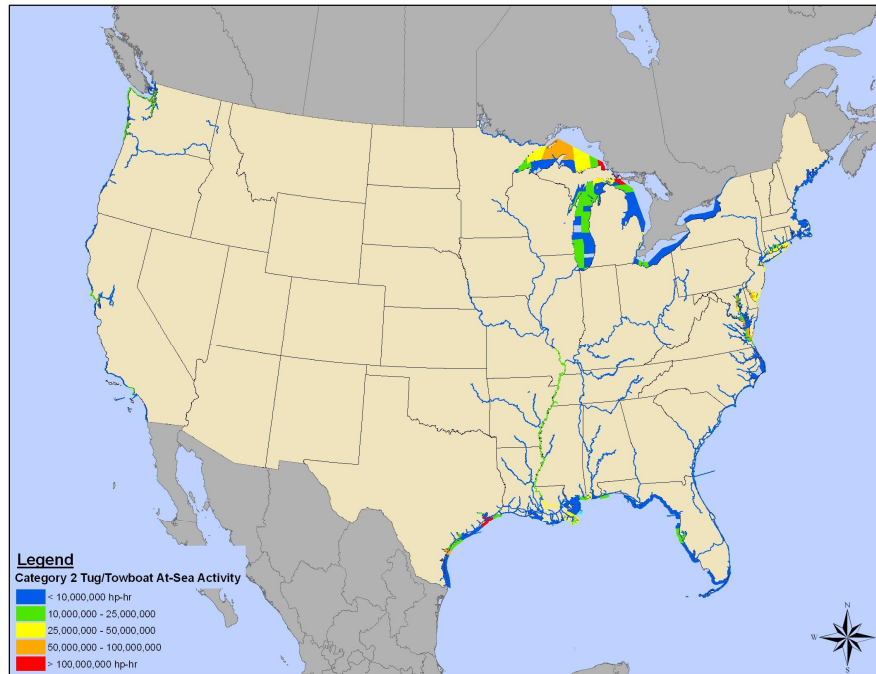 Legend
Category 2 Tug/Towboat At-Sea Activity
< 10,000,000 hp-hr
10,000,000 - 25,000,000
25,000,000 - 50,000,000
50,000,000 - 100,000,000
> 100,000,000 hp-hr
N
W E
S